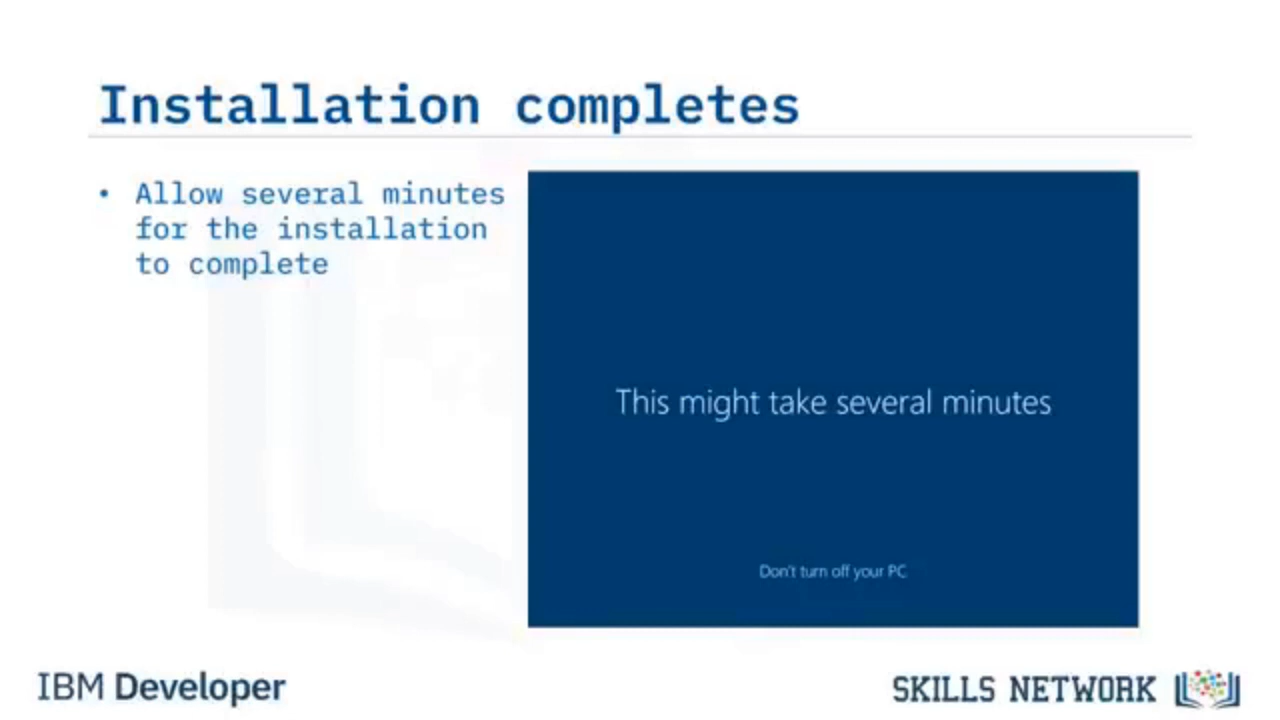 Installation completes
• Allow several minutes
for the installation
to complete
This might take several minutes
Don't turn off your PC
IBM Developer
SKILLS NETWORK